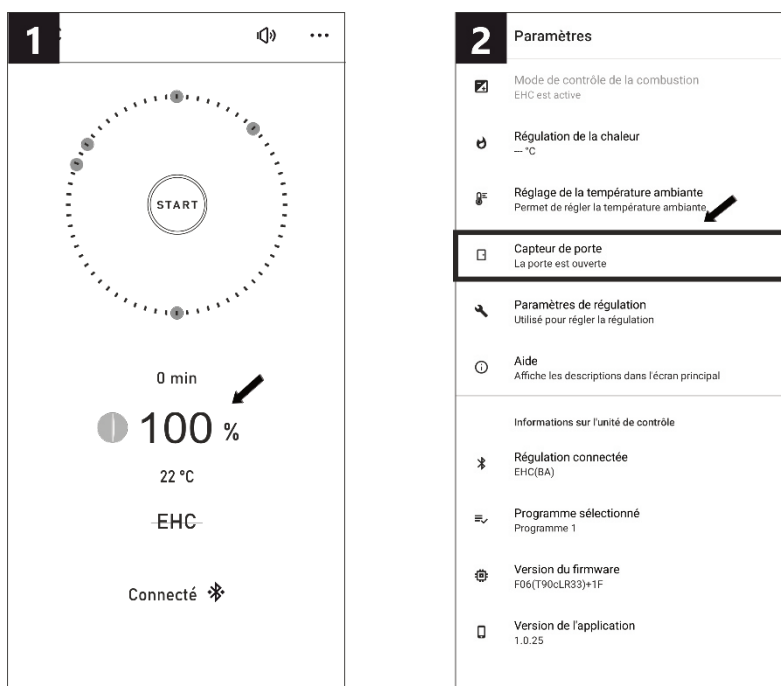 1
START
0 min
100 %
22 °C
EHC
Connecté
2
Paramètres
Mode de contrôle de la combustion
EHC est active
Régulation de la chaleur
-- °C
Réglage de la température ambiante
Permet de régler la température ambiante
Capteur de porte
La porte est ouverte
Paramètres de régulation
Utilisé pour régler la régulation
Aide
Affiche les descriptions dans l'écran principal
Informations sur l'unité de contrôle
Régulation connectée
EHC(BA)
Programme sélectionné
Programme 1
Version du firmware
F06(T90cLR33)+1F
Version de l'application
1.0.25